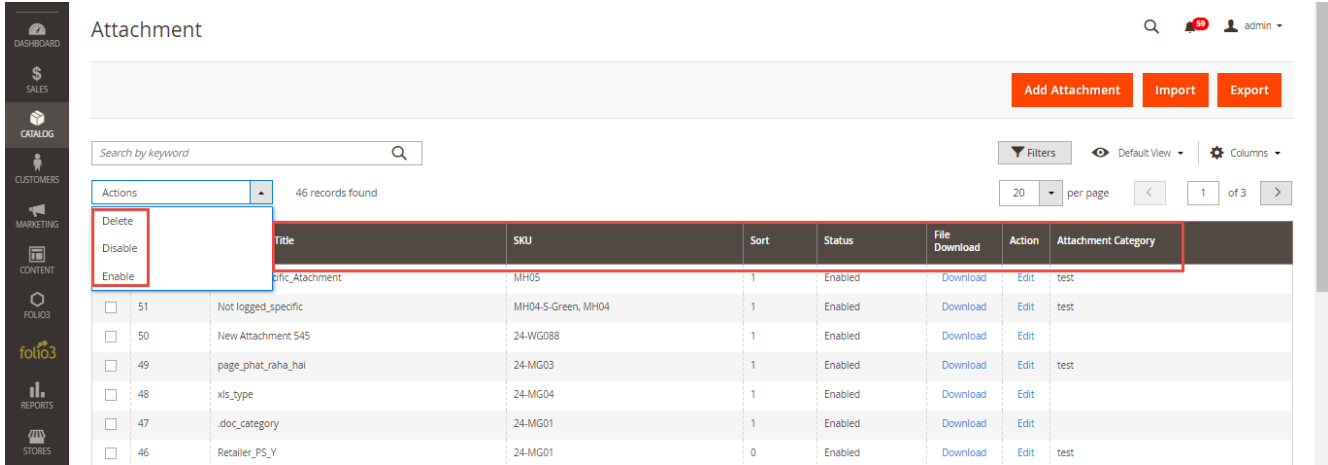 Attachment
59
admin
DASHBOARD
SALES
CATALOG
CUSTOMERS
MARKETING
CONTENT
FOLIO3
folio3
REPORTS
STORES
Add Attachment Import Export
Search by keyword
Filters Default View Columns
Actions 46 records found 20 per page 1 of 3
Delete
Disable
Enable
Title SKU Sort Status File Download Action Attachment Category
ific_Atachment MH05 1 Enabled Download Edit test
51 Not logged_specific MH04-S-Green, MH04 1 Enabled Download Edit test
50 New Attachment 545 24-WG088 1 Enabled Download Edit
49 page_phat_raha_hai 24-MG03 1 Enabled Download Edit test
48 xls_type 24-MG04 1 Enabled Download Edit
47 .doc_category 24-MG01 1 Enabled Download Edit
46 Retailer_PS_Y 24-MG01 0 Enabled Download Edit test